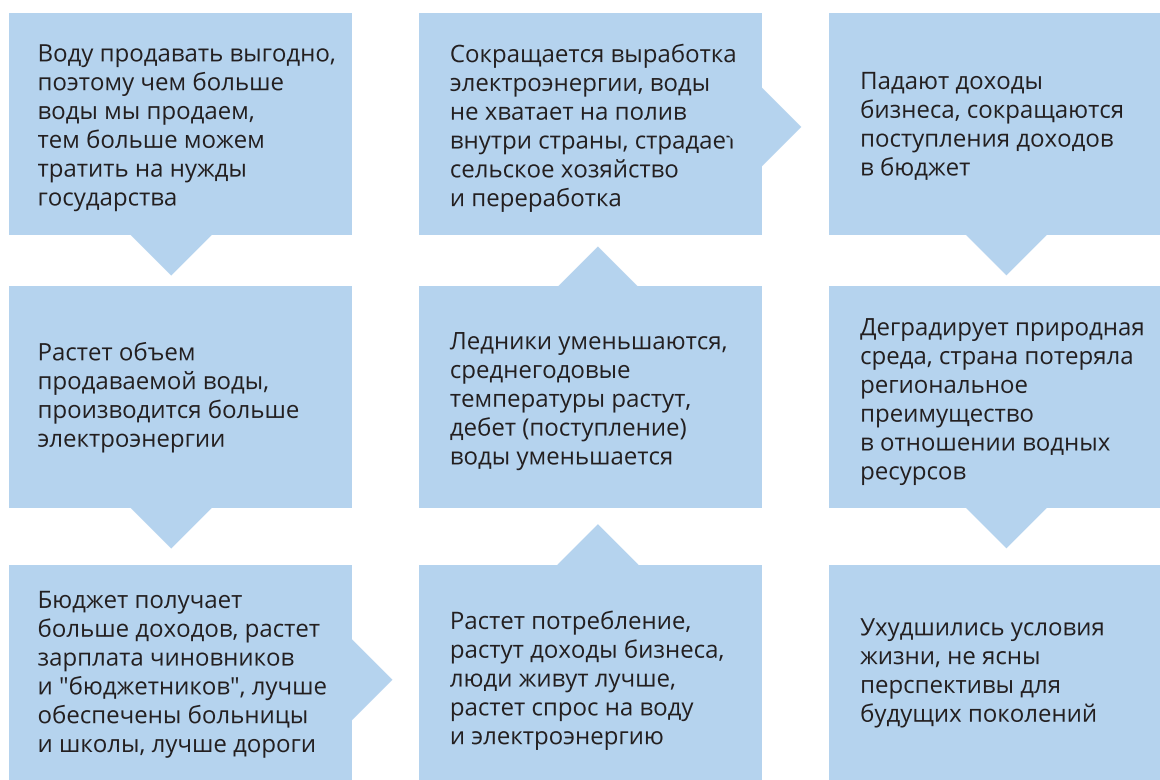 Воду продавать выгодно,
поэтому чем больше
воды мы продаем,
тем больше можем
тратить на нужды
государства
Растет объем
продаваемой воды,
производится больше
электроэнергии
Бюджет получает
больше доходов, растет
зарплата чиновников
и "бюджетников", лучше
обеспечены больницы
и школы, лучше дороги
Растет потребление,
растут доходы бизнеса,
люди живут лучше,
растет спрос на воду
и электроэнергию
Ледники уменьшаются,
среднегодовые
температуры растут,
дебет (поступление)
воды уменьшается
Сокращается выработка
электроэнергии, воды
не хватает на полив
внутри страны, страдает
сельское хозяйство
и переработка
Падают доходы
бизнеса, сокращаются
поступления доходов
в бюджет
Деградирует природная
среда, страна потеряла
региональное
преимущество
в отношении водных
ресурсов
Ухудшились условия
жизни, не ясны
перспективы для
будущих поколений